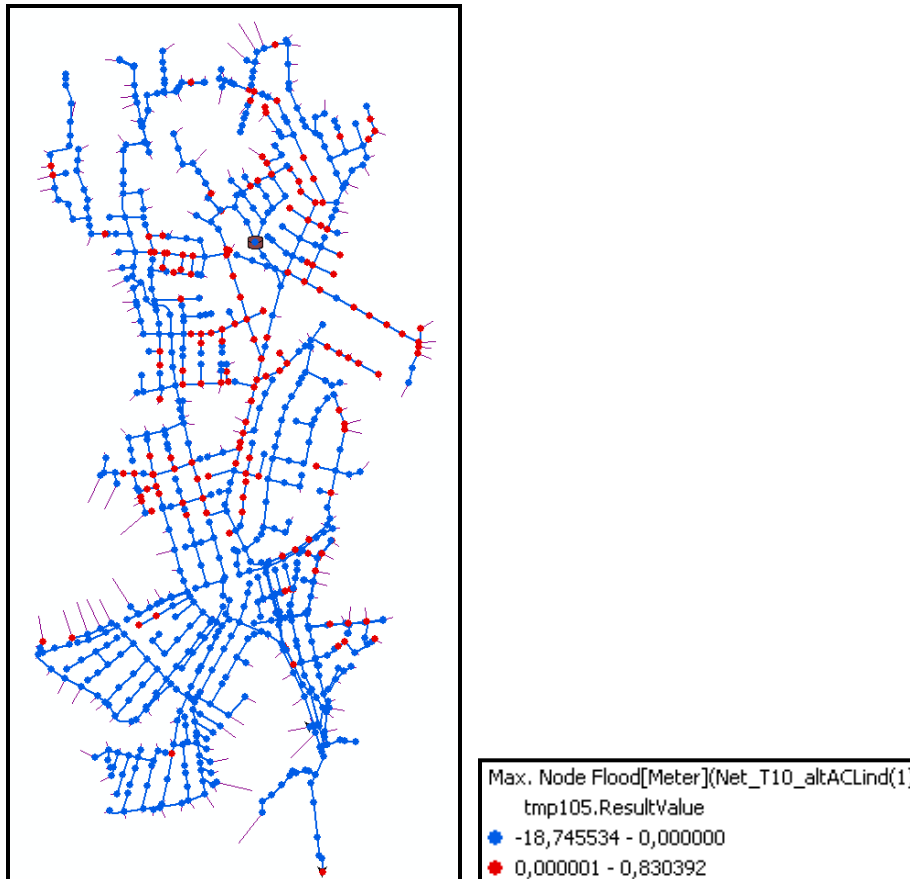 Max. Node Flood[Meter](Net_T10_altACLind(1)
tmp105.ResultValue
-18,745534 - 0,000000
0,000001 - 0,830392